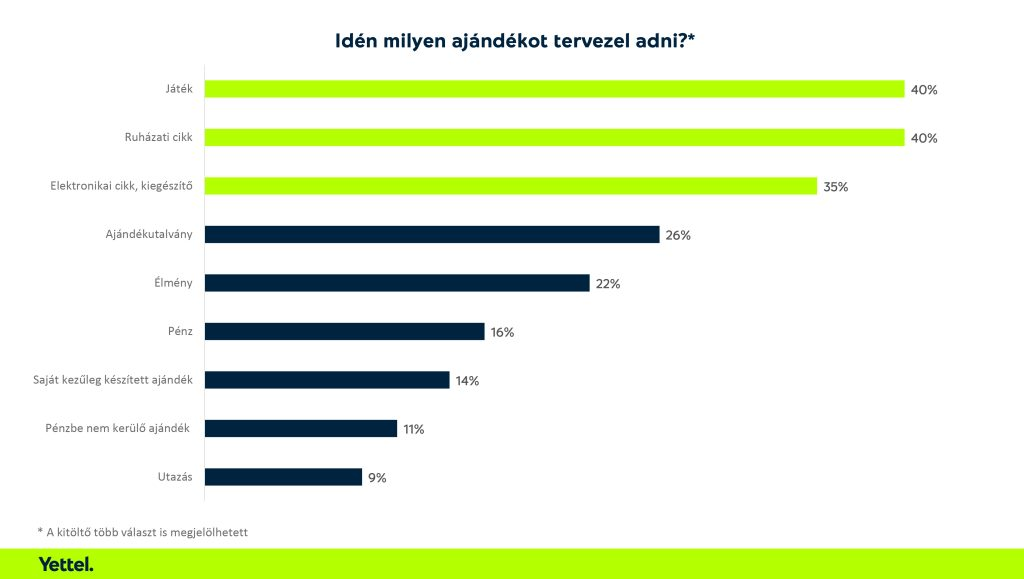 Idén milyen ajándékot tervezel adni?*
Játék 40%
Ruházati cikk 40%
Elektronikai cikk, kiegészítő 35%
Ajándékutalvány 26%
Élmény 22%
Pénz 16%
Saját kezűleg készített ajándék 14%
Pénzbe nem kerülő ajándék 11%
Utazás 9%
* A kitöltő több választ is megjelölhetett
Yettel.